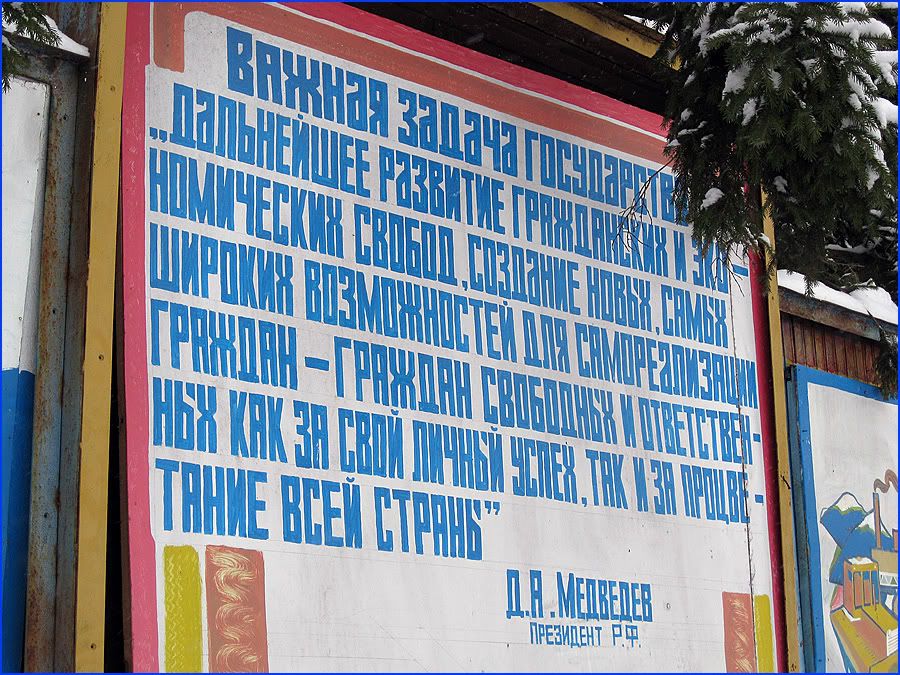 ВАЖНАЯ ЗАДАЧА ГОСУДАРСТВ
„ДАЛЬНЕЙШЕЕ РАЗВИТИЕ ГРАЖДАНСКИХ И ЭКО–
НОМИЧЕСКИХ СВОБОД, СОЗДАНИЕ НОВЫХ, САМЫХ
ШИРОКИХ ВОЗМОЖНОСТЕЙ ДЛЯ САМОРЕАЛИЗАЦИИ
ГРАЖДАН – ГРАЖДАН СВОБОДНЫХ И ОТВЕТСТВЕН-
НЫХ КАК ЗА СВОЙ ЛИЧНЫЙ УСПЕХ, ТАК И ЗА ПРОЦВЕ-
ТАНИЕ ВСЕЙ СТРАНЫ”
Д.А. МЕДВЕДЕВ
ПРЕЗИДЕНТ Р.Ф.